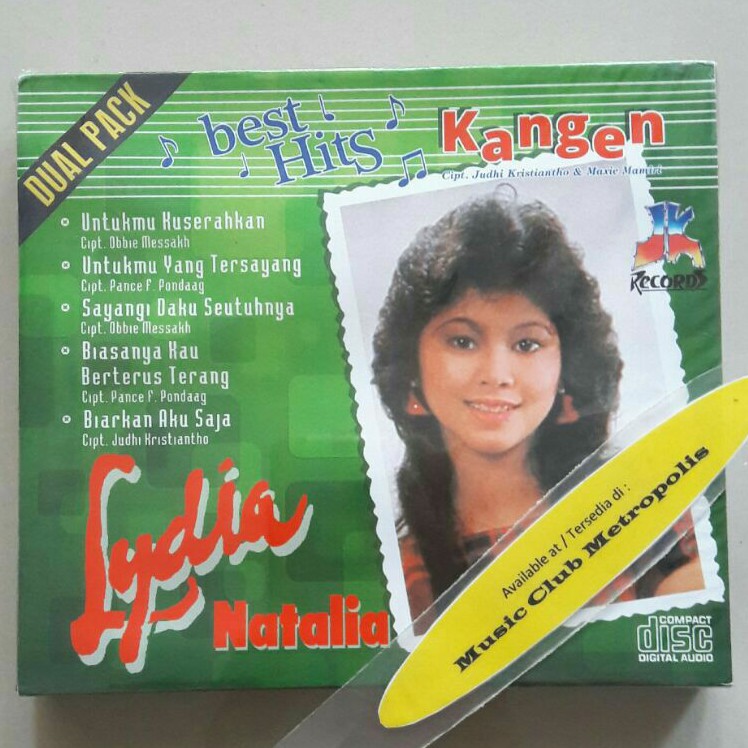 DUAL PACK
best Hits
Kangen
Cipt. Judhi Kristiantho & Maxie Mamiri
JK
RECORDS
Untukmu Kuserahkan
Cipt. Obbie Messakh
Untukmu Yang Tersayang
Cipt. Pance F. Pondaag
Sayangi Daku Seutuhnya
Cipt. Obbie Messakh
Biasanya Kau
Berterus Terang
Cipt. Pance F. Pondaag
Biarkan Aku Saja
Cipt. Judhi Kristiantho
Lydia
Natalia
Available at / Tersedia di :
Music Club Metropolis
COMPACT
disc
DIGITAL AUDIO